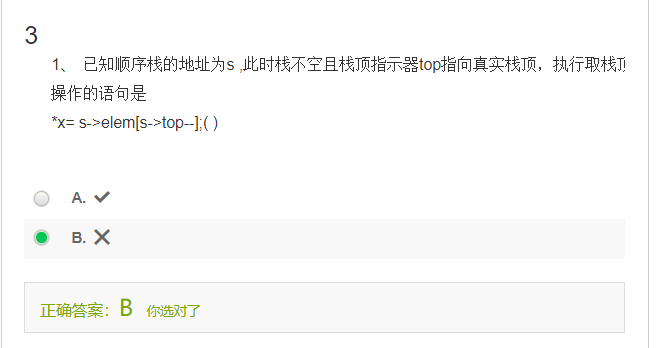 3
1、 已知顺序栈的地址为s ,此时栈不空且栈顶指示器top指向真实栈顶，执行取栈顶
操作的语句是
*x= s->elem[s->top--];( )
A. ✓
B. ✕
正确答案：B 你选对了